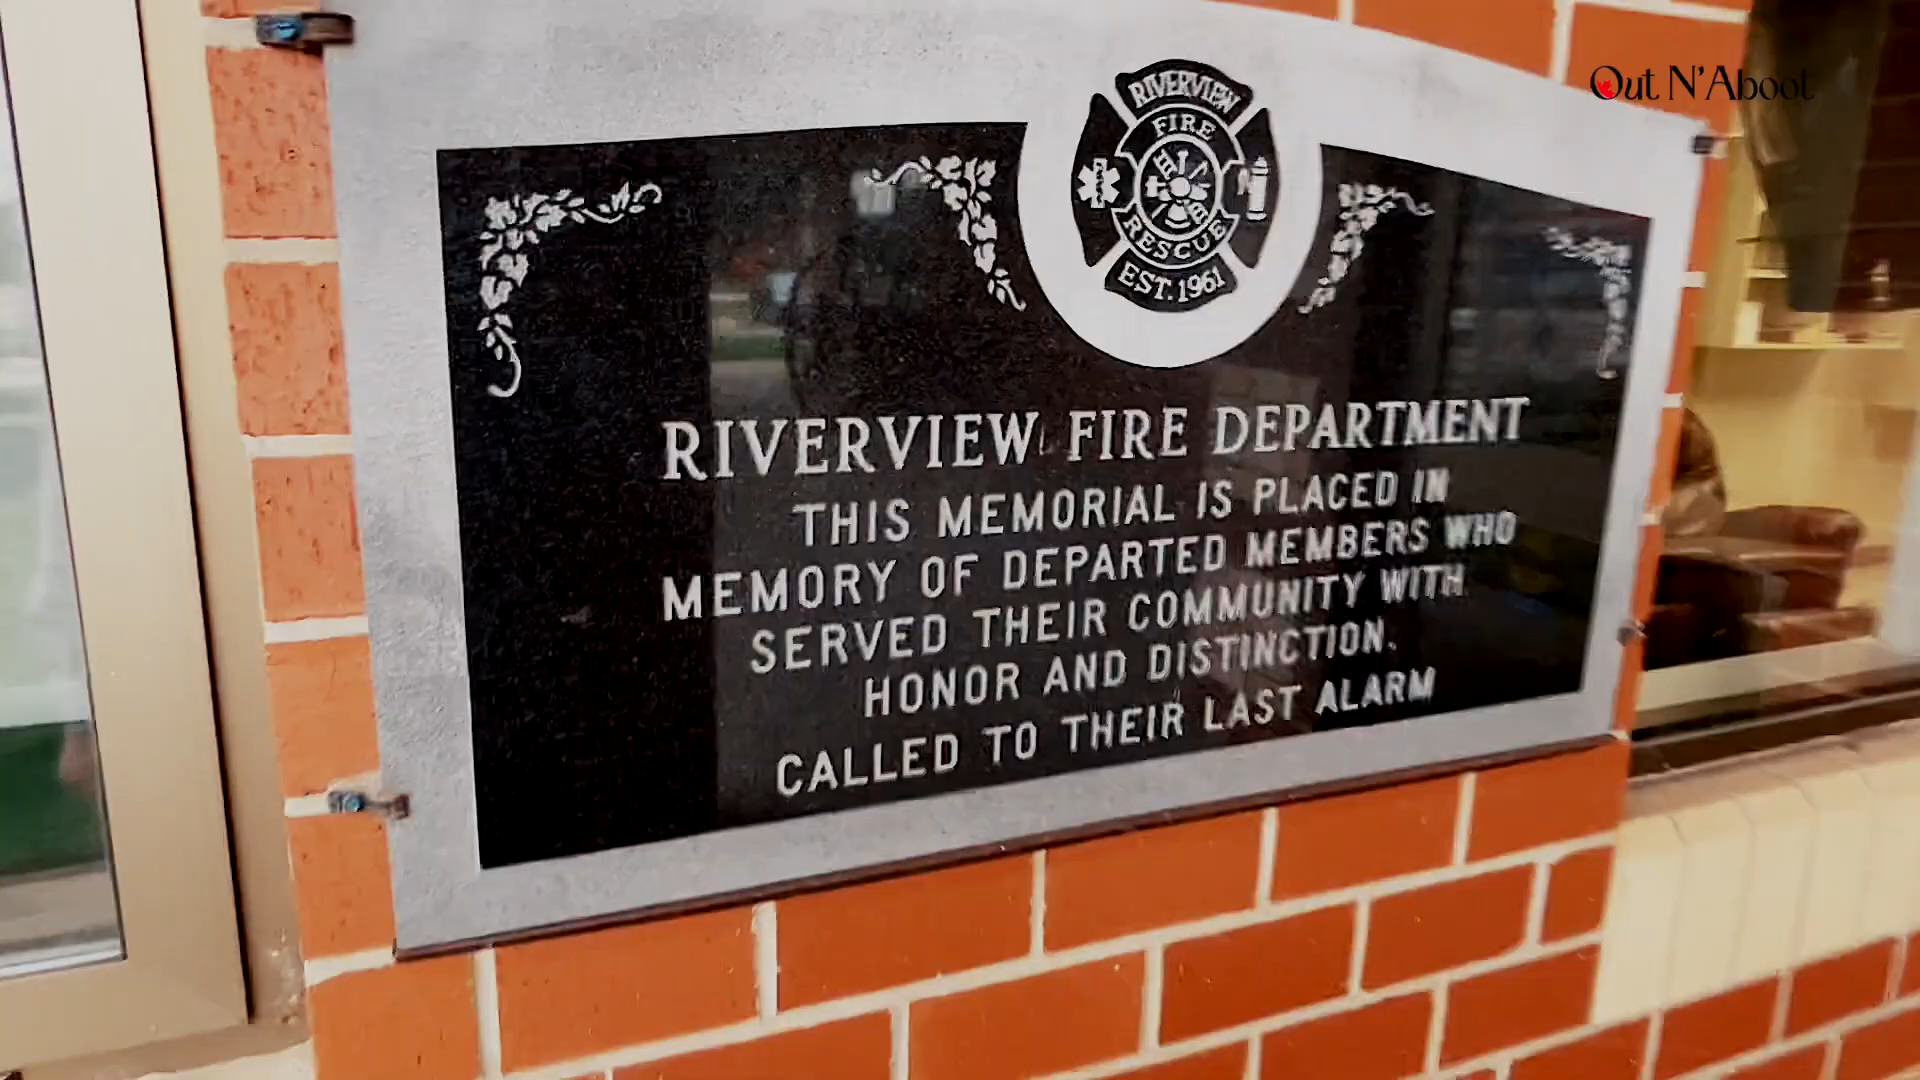 Out N'Aboot
RIVERVIEW
FIRE
RESCUE
EST. 1961
RIVERVIEW FIRE DEPARTMENT
THIS MEMORIAL IS PLACED IN
MEMORY OF DEPARTED MEMBERS WHO
SERVED THEIR COMMUNITY WITH
HONOR AND DISTINCTION.
CALLED TO THEIR LAST ALARM